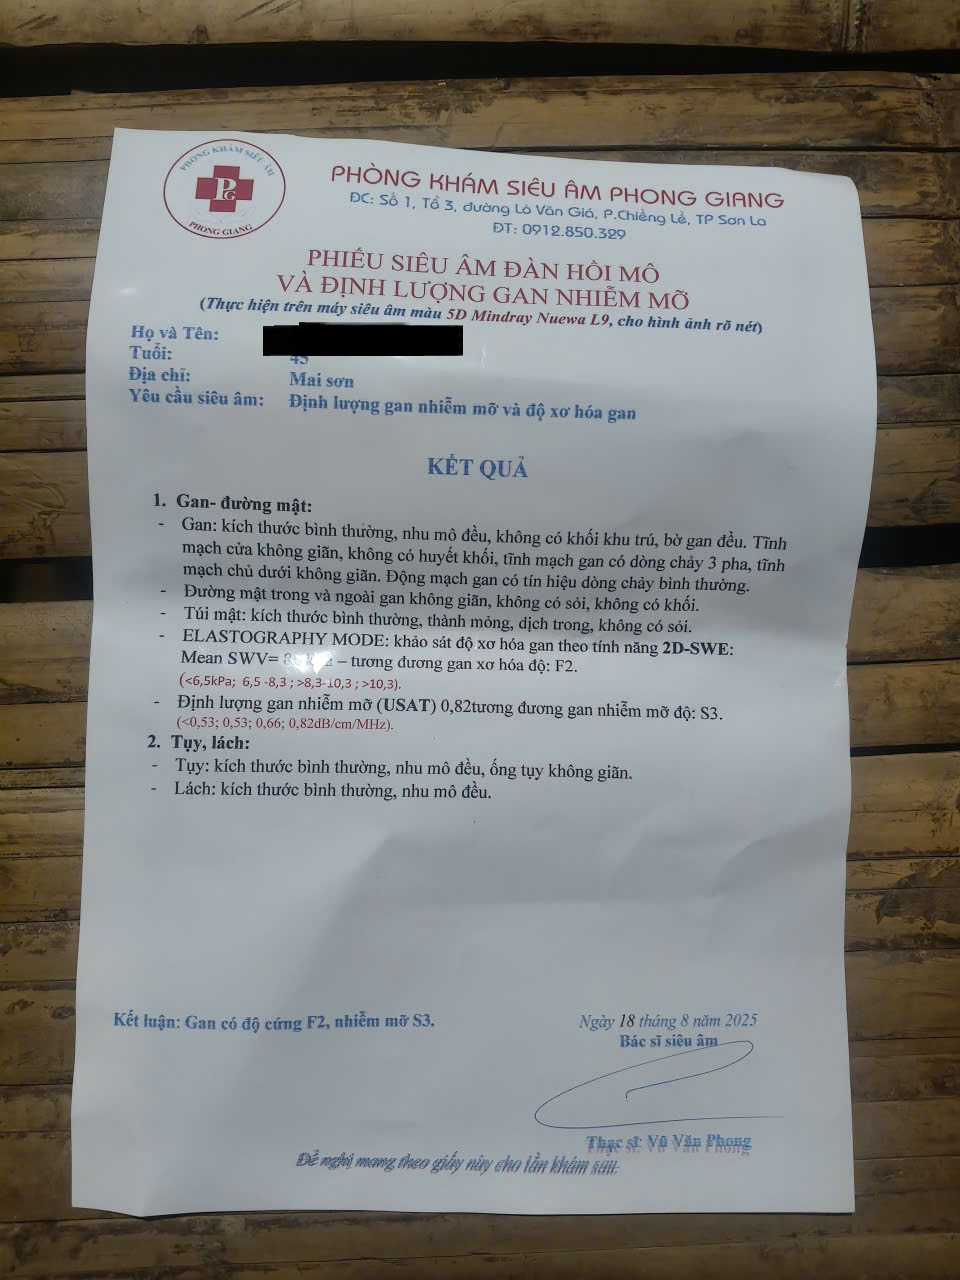 PHÒNG KHÁM SIÊU ÂM
PG
PHONG GIANG
PHÒNG KHÁM SIÊU ÂM PHONG GIANG
ĐC: Số 1, Tổ 3, đường Lò Văn Giá, P.Chiềng Lề, TP Sơn La
ĐT: 0912.850.329
PHIẾU SIÊU ÂM ĐÀN HỒI MÔ
VÀ ĐỊNH LƯỢNG GAN NHIỄM MỠ
(Thực hiện trên máy siêu âm màu 5D Mindray Nuewa L9, cho hình ảnh rõ nét)
Họ và Tên:
Tuổi: 45
Địa chỉ: Mai sơn
Yêu cầu siêu âm: Định lượng gan nhiễm mỡ và độ xơ hóa gan
KẾT QUẢ
1. Gan- đường mật:
- Gan: kích thước bình thường, nhu mô đều, không có khối khu trú, bờ gan đều. Tĩnh
mạch cửa không giãn, không có huyết khối, tĩnh mạch gan có dòng chảy 3 pha, tĩnh
mạch chủ dưới không giãn. Động mạch gan có tín hiệu dòng chảy bình thường.
- Đường mật trong và ngoài gan không giãn, không có sỏi, không có khối.
- Túi mật: kích thước bình thường, thành mỏng, dịch trong, không có sỏi.
- ELASTOGRAPHY MODE: khảo sát độ xơ hóa gan theo tính năng 2D-SWE:
Mean SWV= – tương đương gan xơ hóa độ: F2.
(<6,5kPa; 6,5 -8,3 ; >8,3-10,3 ; >10,3).
- Định lượng gan nhiễm mỡ (USAT) 0,82tương đương gan nhiễm mỡ độ: S3.
(<0,53; 0,53; 0,66; 0,82dB/cm/MHz).
2. Tụy, lách:
- Tụy: kích thước bình thường, nhu mô đều, ống tụy không giãn.
- Lách: kích thước bình thường, nhu mô đều.
Kết luận: Gan có độ cứng F2, nhiễm mỡ S3.
Ngày 18 tháng 8 năm 2025
Bác sĩ siêu âm
Thạc sĩ: Vũ Văn Phong
Đề nghị mang theo giấy này cho lần khám sau.